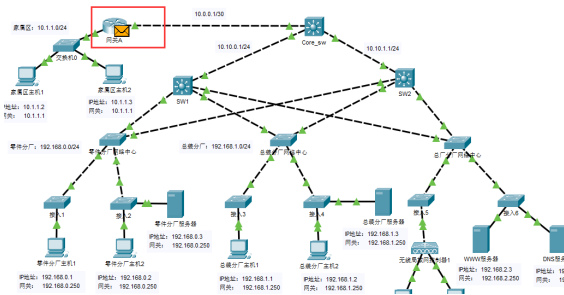 家属区: 10.1.1.0/24
10.0.0.1/30
网关A
Core_sw
交换机0
10.10.0.1/24
10.10.1.1/24
家属区主机1
家属区主机2
IP地址: 10.1.1.2
网关: 10.1.1.1
IP地址: 10.1.1.3
网关: 10.1.1.1
SW1
SW2
零件分厂: 192.168.0.0/24
零件分厂网络中心
总装分厂: 192.168.1.0/24
总装分厂网络中心
总厂网络中心
接入1
接入2
零件分厂服务器
接入3
接入4
总装分厂服务器
接入5
接入6
IP地址: 192.168.0.3
网关: 192.168.0.250
IP地址: 192.168.1.3
网关: 192.168.1.250
零件分厂主机1
零件分厂主机2
总装分厂主机1
总装分厂主机2
WWW服务器
DNS服务器
IP地址: 192.168.0.1
网关: 192.168.0.250
IP地址: 192.168.0.2
网关: 192.168.0.250
IP地址: 192.168.1.1
网关: 192.168.1.250
IP地址: 192.168.1.2
网关: 192.168.1.250
IP地址: 192.168.2.3
网关: 192.168.2.250